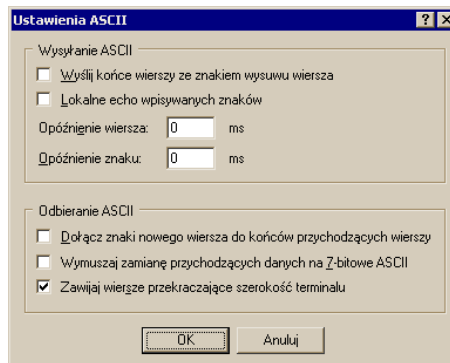 Ustawienia ASCII
Wysyłanie ASCII
Wyślij końce wierszy ze znakiem wysuwu wiersza
Lokalne echo wpisywanych znaków
Opóźnienie wiersza: 0 ms
Opóźnienie znaku: 0 ms
Odbieranie ASCII
Dołącz znaki nowego wiersza do końców przychodzących wierszy
Wymuszaj zamianę przychodzących danych na 7-bitowe ASCII
Zawijaj wiersze przekraczające szerokość terminalu
OK Anuluj